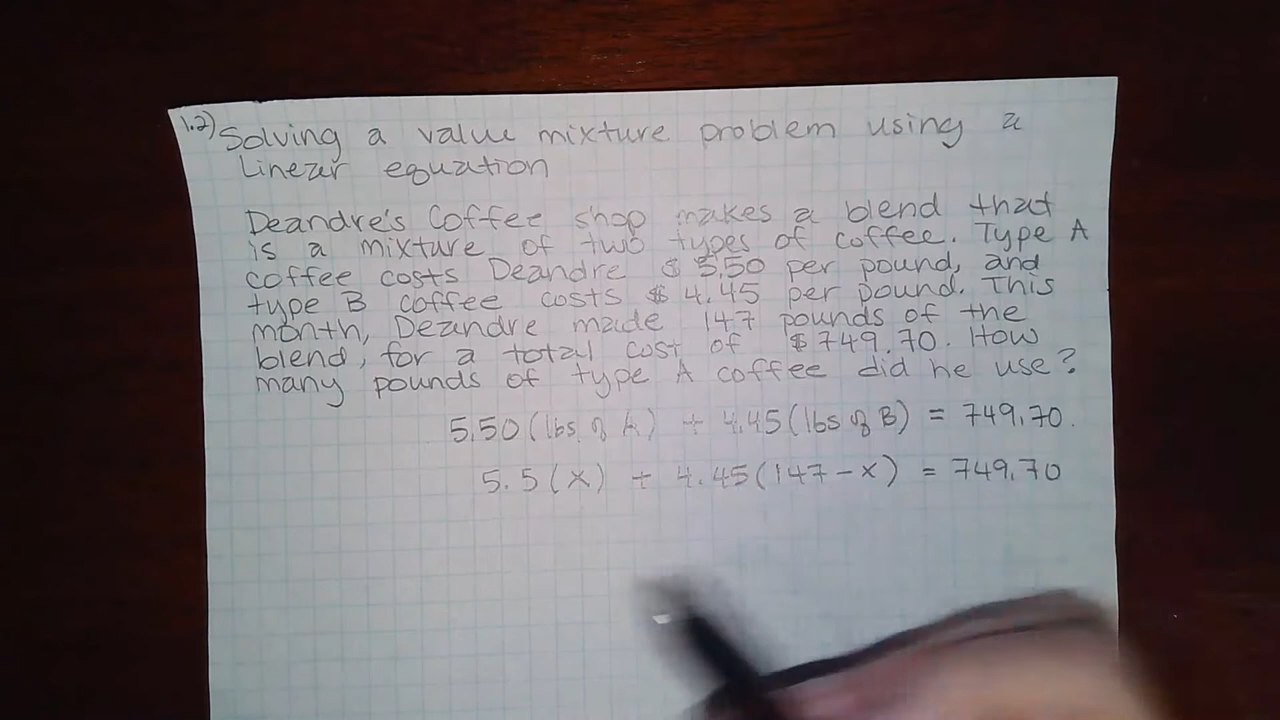 1.2) Solving a value mixture problem using a
linear equation
Deandre's Coffee shop makes a blend that
is a mixture of two types of coffee. Type A
coffee costs Deandre $ 5.50 per pound, and
type B coffee costs $ 4.45 per pound. This
month, Deandre made 147 pounds of the
blend, for a total cost of $749.70. How
many pounds of type A coffee did he use?
5.50 (lbs of A) + 4.45 (lbs of B) = 749.70.
5.5 (x) + 4.45 (147 - x) = 749.70